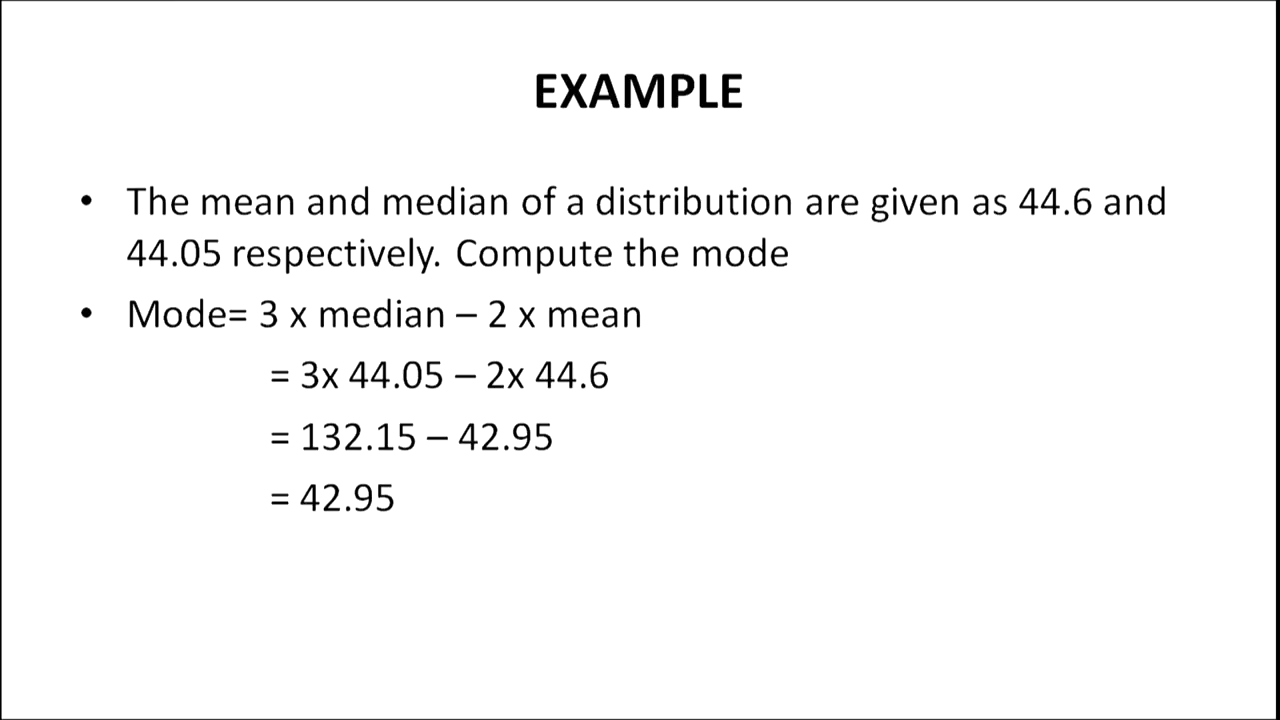 EXAMPLE
• The mean and median of a distribution are given as 44.6 and
44.05 respectively. Compute the mode
• Mode= 3 x median – 2 x mean
= 3x 44.05 – 2x 44.6
= 132.15 – 42.95
= 42.95